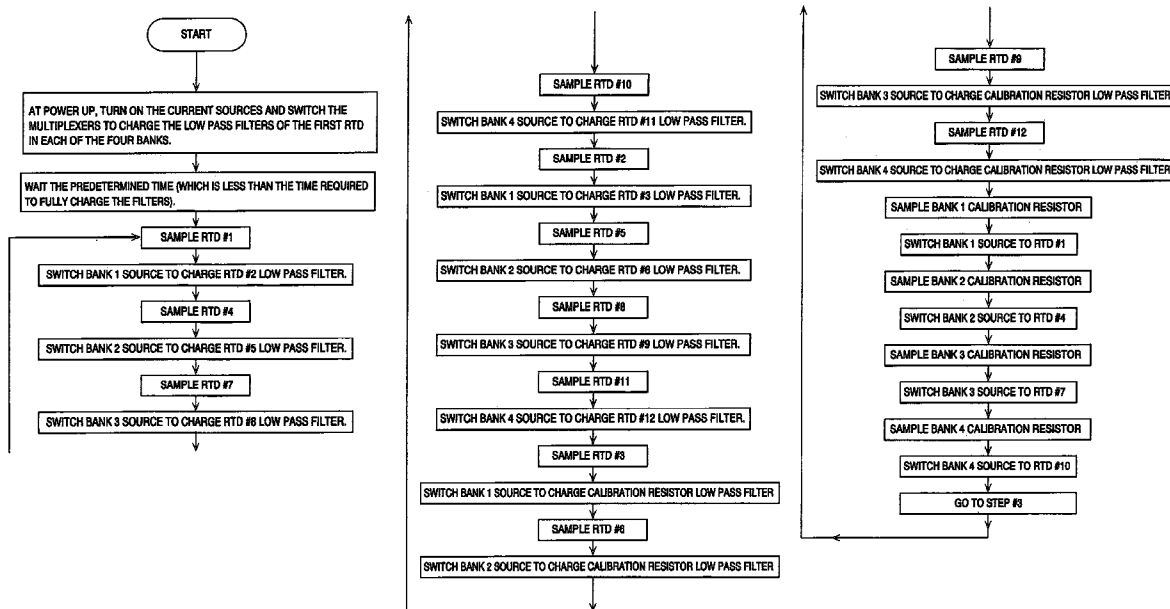 START
AT POWER UP, TURN ON THE CURRENT SOURCES AND SWITCH THE
MULTIPLEXERS TO CHARGE THE LOW PASS FILTERS OF THE FIRST RTD
IN EACH OF THE FOUR BANKS.
WAIT THE PREDETERMINED TIME (WHICH IS LESS THAN THE TIME REQUIRED
TO FULLY CHARGE THE FILTERS).
SAMPLE RTD #1
SWITCH BANK 1 SOURCE TO CHARGE RTD #2 LOW PASS FILTER.
SAMPLE RTD #4
SWITCH BANK 2 SOURCE TO CHARGE RTD #5 LOW PASS FILTER.
SAMPLE RTD #7
SWITCH BANK 3 SOURCE TO CHARGE RTD #8 LOW PASS FILTER.
SAMPLE RTD #10
SWITCH BANK 4 SOURCE TO CHARGE RTD #11 LOW PASS FILTER.
SAMPLE RTD #2
SWITCH BANK 1 SOURCE TO CHARGE RTD #3 LOW PASS FILTER.
SAMPLE RTD #5
SWITCH BANK 2 SOURCE TO CHARGE RTD #6 LOW PASS FILTER.
SAMPLE RTD #8
SWITCH BANK 3 SOURCE TO CHARGE RTD #9 LOW PASS FILTER.
SAMPLE RTD #11
SWITCH BANK 4 SOURCE TO CHARGE RTD #12 LOW PASS FILTER.
SAMPLE RTD #3
SWITCH BANK 1 SOURCE TO CHARGE CALIBRATION RESISTOR LOW PASS FILTER
SAMPLE RTD #6
SWITCH BANK 2 SOURCE TO CHARGE CALIBRATION RESISTOR LOW PASS FILTER
SAMPLE RTD #9
SWITCH BANK 3 SOURCE TO CHARGE CALIBRATION RESISTOR LOW PASS FILTER
SAMPLE RTD #12
SWITCH BANK 4 SOURCE TO CHARGE CALIBRATION RESISTOR LOW PASS FILTER
SAMPLE BANK 1 CALIBRATION RESISTOR
SWITCH BANK 1 SOURCE TO RTD #1
SAMPLE BANK 2 CALIBRATION RESISTOR
SWITCH BANK 2 SOURCE TO RTD #4
SAMPLE BANK 3 CALIBRATION RESISTOR
SWITCH BANK 3 SOURCE TO RTD #7
SAMPLE BANK 4 CALIBRATION RESISTOR
SWITCH BANK 4 SOURCE TO RTD #10
GO TO STEP #3